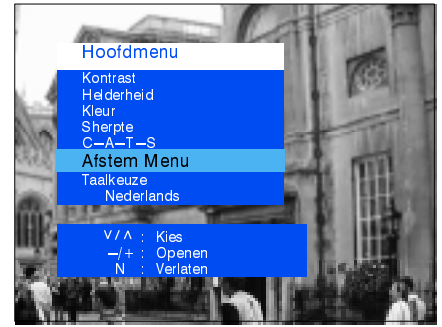 Hoofdmenu
Kontrast
Helderheid
Kleur
Sherpte
C—A—T—S
Afstem Menu
Taalkeuze
Nederlands
∨/∧ : Kies
—/+ : Openen
N : Verlaten